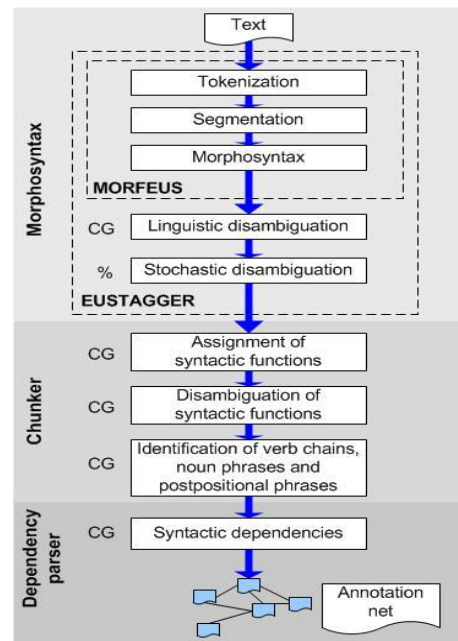 Text
Tokenization
Segmentation
Morphosyntax
MORFEUS
Morphosyntax
CG
Linguistic disambiguation
%
Stochastic disambiguation
EUSTAGGER
Chunker
CG
Assignment of
syntactic functions
CG
Disambiguation of
syntactic functions
CG
Identification of verb chains,
noun phrases and
postpositional phrases
Dependency
parser
CG
Syntactic dependencies
Annotation
net